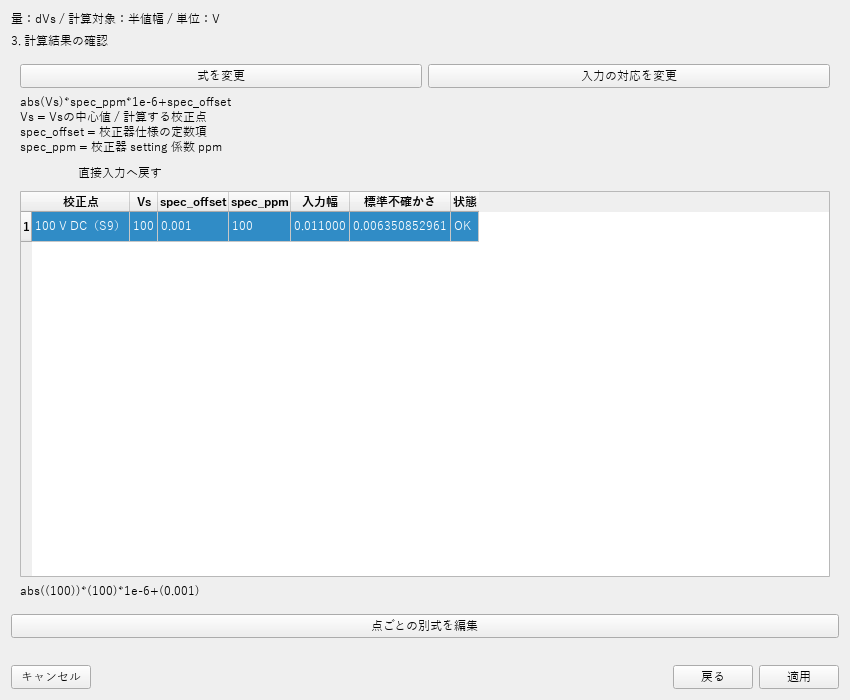 量：dVs / 計算対象：半値幅 / 単位：V
3. 計算結果の確認
式を変更 入力の対応を変更
abs(Vs)*spec_ppm*1e-6+spec_offset
Vs = Vsの中心値 / 計算する校正点
spec_offset = 校正器仕様の定数項
spec_ppm = 校正器 setting 係数 ppm
直接入力へ戻す
校正点 Vs spec_offset spec_ppm 入力幅 標準不確かさ 状態
1 100 V DC（S9） 100 0.001 100 0.011000 0.006350852961 OK
abs((100))*(100)*1e-6+(0.001)
点ごとの別式を編集
キャンセル 戻る 適用